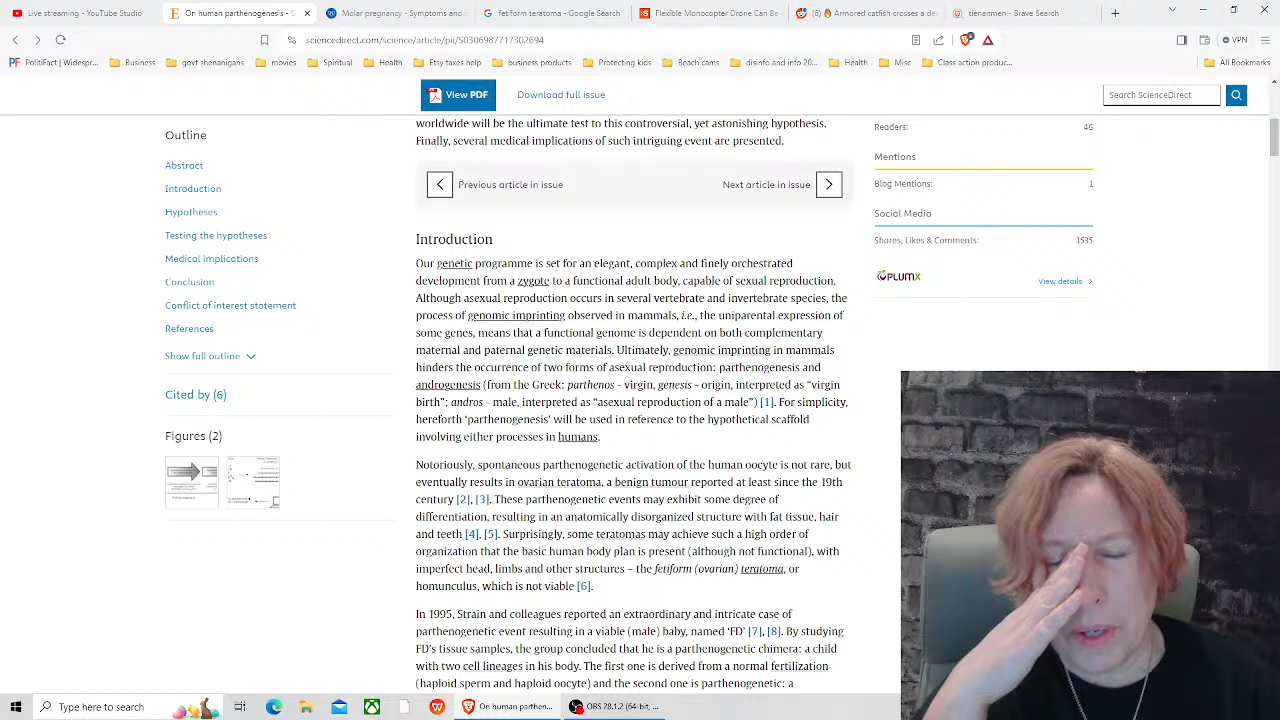 Live streaming - YouTube Studio
On human parthenogenesis - S
Molar pregnancy - Symptoms and c
fetiform teratoma - Google Search
Flexible Monocopter Drone Can Be
(6) 🔥 Armored catfish crosses a de
tienanmen - Brave Search
sciencedirect.com/science/article/pii/S0306987717302694
VPN
PolitiFact | Widespr...
Business
govt shenanigans
movies
Spiritual
Health
Etsy taxes help
business products
Protecting kids
Beach cams
disinfo and info 20...
Health
Misc
Class action produc...
All Bookmarks
View PDF
Download full issue
Search ScienceDirect
Outline
Abstract
Introduction
Hypotheses
Testing the hypotheses
Medical implications
Conclusion
Conflict of interest statement
References
Show full outline
Cited by (6)
Figures (2)
worldwide will be the ultimate test to this controversial, yet astonishing hypothesis.
Finally, several medical implications of such intriguing event are presented.
Previous article in issue
Next article in issue
Introduction
Our genetic programme is set for an elegant, complex and finely orchestrated
development from a zygote to a functional adult body, capable of sexual reproduction.
Although asexual reproduction occurs in several vertebrate and invertebrate species, the
process of genomic imprinting observed in mammals, i.e., the uniparental expression of
some genes, means that a functional genome is dependent on both complementary
maternal and paternal genetic materials. Ultimately, genomic imprinting in mammals
hinders the occurrence of two forms of asexual reproduction: parthenogenesis and
androgenesis (from the Greek: parthenos - virgin, genesis - origin, interpreted as “virgin
birth”; andros - male, interpreted as “asexual reproduction of a male”) [1]. For simplicity,
hereforth ‘parthenogenesis’ will be used in reference to the hypothetical scaffold
involving either processes in humans.
Notoriously, spontaneous parthenogenetic activation of the human oocyte is not rare, but
eventually results in ovarian teratoma, a benign tumour reported at least since the 19th
century [2], [3]. These parthenogenetic events may exhibit some degree of
differentiation, resulting in an anatomically disorganized structure with fat tissue, hair
and teeth [4], [5]. Surprisingly, some teratomas may achieve such a high order of
organization that the basic human body plan is present (although not functional), with
imperfect head, limbs and other structures – the fetiform (ovarian) teratoma, or
homunculus, which is not viable [6].
In 1995, Strain and colleagues reported an extraordinary and intricate case of
parthenogenetic event resulting in a viable (male) baby, named ‘FD’ [7], [8]. By studying
FD’s tissue samples, the group concluded that he is a parthenogenetic chimera: a child
with two cell lineages in his body. The first one is derived from a normal fertilization
(haploid sperm and haploid oocyte) and the second one is parthenogenetic: a
Readers: 46
Mentions
Blog Mentions: 1
Social Media
Shares, Likes & Comments: 1535
PLUMX
View details
Type here to search
On human parthen...
OBS 28.1.2 (64-bit, ...